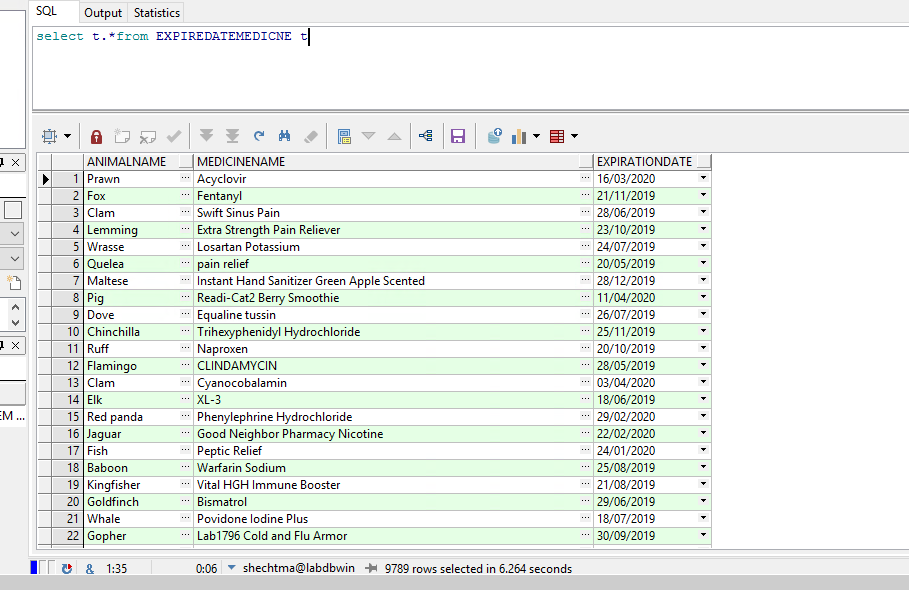 SQL Output Statistics
select t.*from EXPIREDATEMEDICNE t
ANIMALNAME MEDICINENAME EXPIRATIONDATE
1 Prawn Acyclovir 16/03/2020
2 Fox Fentanyl 21/11/2019
3 Clam Swift Sinus Pain 28/06/2019
4 Lemming Extra Strength Pain Reliever 23/10/2019
5 Wrasse Losartan Potassium 24/07/2019
6 Quelea pain relief 20/05/2019
7 Maltese Instant Hand Sanitizer Green Apple Scented 28/12/2019
8 Pig Readi-Cat2 Berry Smoothie 11/04/2020
9 Dove Equaline tussin 26/07/2019
10 Chinchilla Trihexyphenidyl Hydrochloride 25/11/2019
11 Ruff Naproxen 20/10/2019
12 Flamingo CLINDAMYCIN 28/05/2019
13 Clam Cyanocobalamin 03/04/2020
14 Elk XL-3 18/06/2019
15 Red panda Phenylephrine Hydrochloride 29/02/2020
EM ...
16 Jaguar Good Neighbor Pharmacy Nicotine 22/02/2020
17 Fish Peptic Relief 24/01/2020
18 Baboon Warfarin Sodium 25/08/2019
19 Kingfisher Vital HGH Immune Booster 21/08/2019
20 Goldfinch Bismatrol 29/06/2019
21 Whale Povidone Iodine Plus 18/07/2019
22 Gopher Lab1796 Cold and Flu Armor 30/09/2019
& 1:35 0:06 shechtma@labdbwin 9789 rows selected in 6.264 seconds